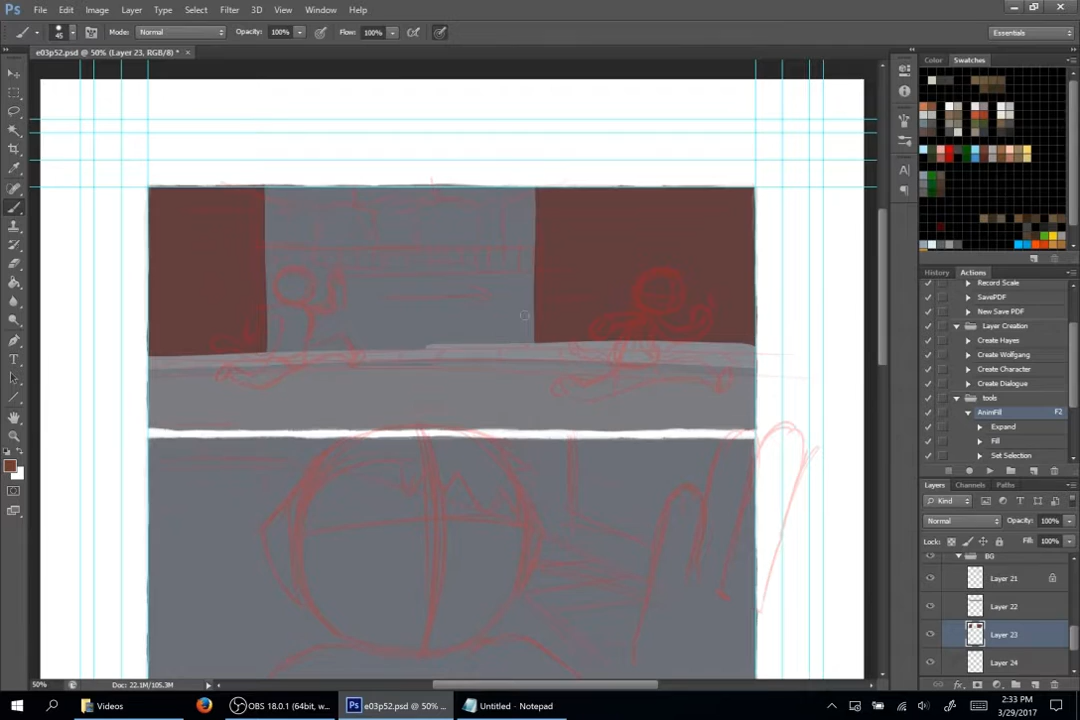 Ps File Edit Image Layer Type Select Filter 3D View Window Help
45 Mode: Normal Opacity: 100% Flow: 100% Essentials
e03p52.psd @ 50% (Layer 23, RGB/8) * ×
Color Swatches
History Actions
Record Scale
SavePDF
New Save PDF
Layer Creation
Create Hayes
Create Wolfgang
Create Character
Create Dialogue
tools
AnimFill F2
Expand
Fill
Set Selection
Layers Channels Paths
Kind
Normal Opacity: 100%
Lock: Fill: 100%
BG
Layer 21
Layer 22
Layer 23
Layer 24
50% Doc: 22.1M/105.3M
Videos OBS 18.0.1 (64bit, w... e03p52.psd @ 50% ... Untitled - Notepad 2:33 PM
3/29/2017